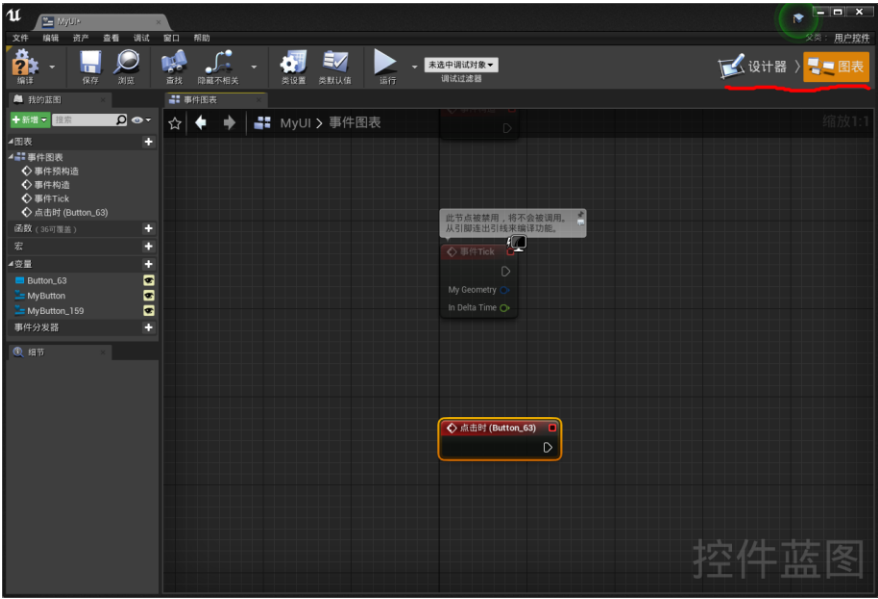 MyUI*
文件 编辑 资产 查看 调试 窗口 帮助
父类： 用户控件
编译 保存 浏览 查找 隐藏不相关 类设置 类默认值 运行
未选中调试对象
调试过滤器
设计器 图表
我的蓝图
事件图表
+新增 搜索
MyUI > 事件图表
缩放1:1
图表
事件图表
事件预构造
事件构造
事件Tick
点击时 (Button_63)
函数 (36可覆盖)
宏
变量
Button_63
MyButton
MyButton_159
事件分发器
细节
此节点被禁用，将不会被调用。
从引脚连出引线来编译功能。
事件Tick
My Geometry
In Delta Time
点击时 (Button_63)
控件蓝图